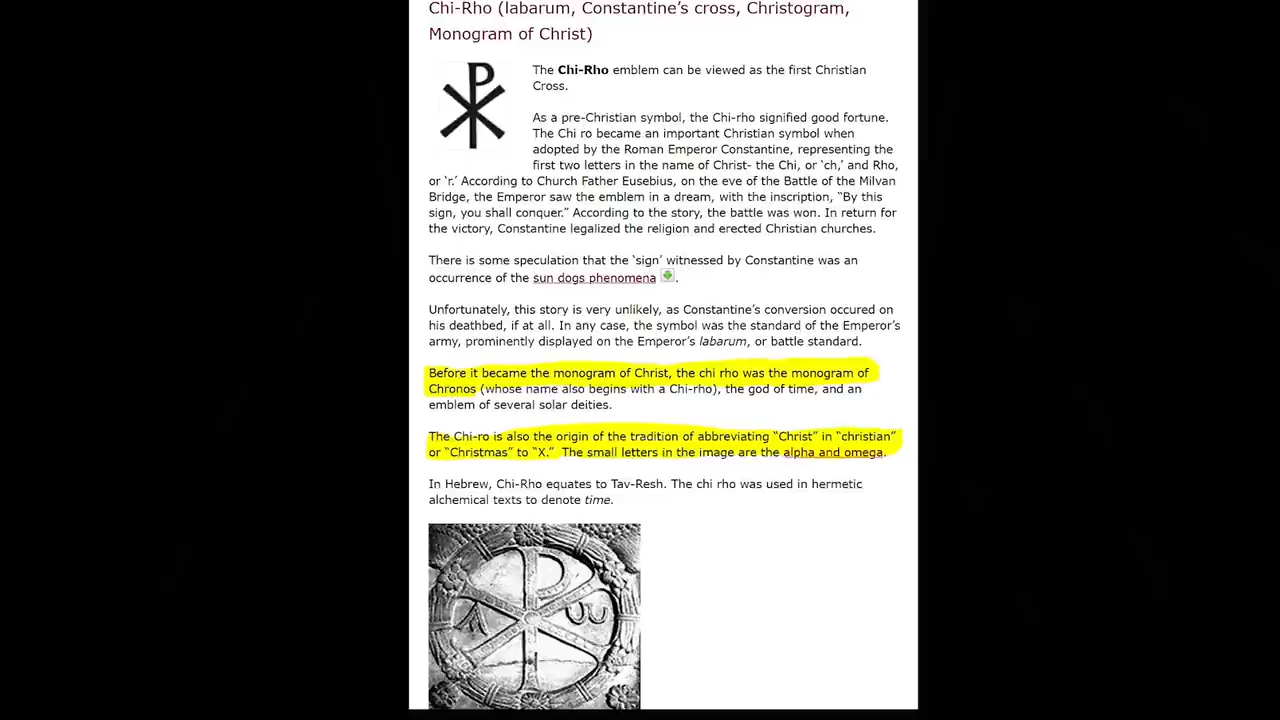 Chi-Rho (labarum, Constantine’s cross, Christogram,
Monogram of Christ)
The Chi-Rho emblem can be viewed as the first Christian
Cross.
As a pre-Christian symbol, the Chi-rho signified good fortune.
The Chi ro became an important Christian symbol when
adopted by the Roman Emperor Constantine, representing the
first two letters in the name of Christ- the Chi, or ‘ch,’ and Rho,
or ‘r.’ According to Church Father Eusebius, on the eve of the Battle of the Milvan
Bridge, the Emperor saw the emblem in a dream, with the inscription, “By this
sign, you shall conquer.” According to the story, the battle was won. In return for
the victory, Constantine legalized the religion and erected Christian churches.
There is some speculation that the ‘sign’ witnessed by Constantine was an
occurrence of the sun dogs phenomena .
Unfortunately, this story is very unlikely, as Constantine’s conversion occured on
his deathbed, if at all. In any case, the symbol was the standard of the Emperor’s
army, prominently displayed on the Emperor’s labarum, or battle standard.
Before it became the monogram of Christ, the chi rho was the monogram of
Chronos (whose name also begins with a Chi-rho), the god of time, and an
emblem of several solar deities.
The Chi-ro is also the origin of the tradition of abbreviating “Christ” in “christian”
or “Christmas” to “X.” The small letters in the image are the alpha and omega.
In Hebrew, Chi-Rho equates to Tav-Resh. The chi rho was used in hermetic
alchemical texts to denote time.